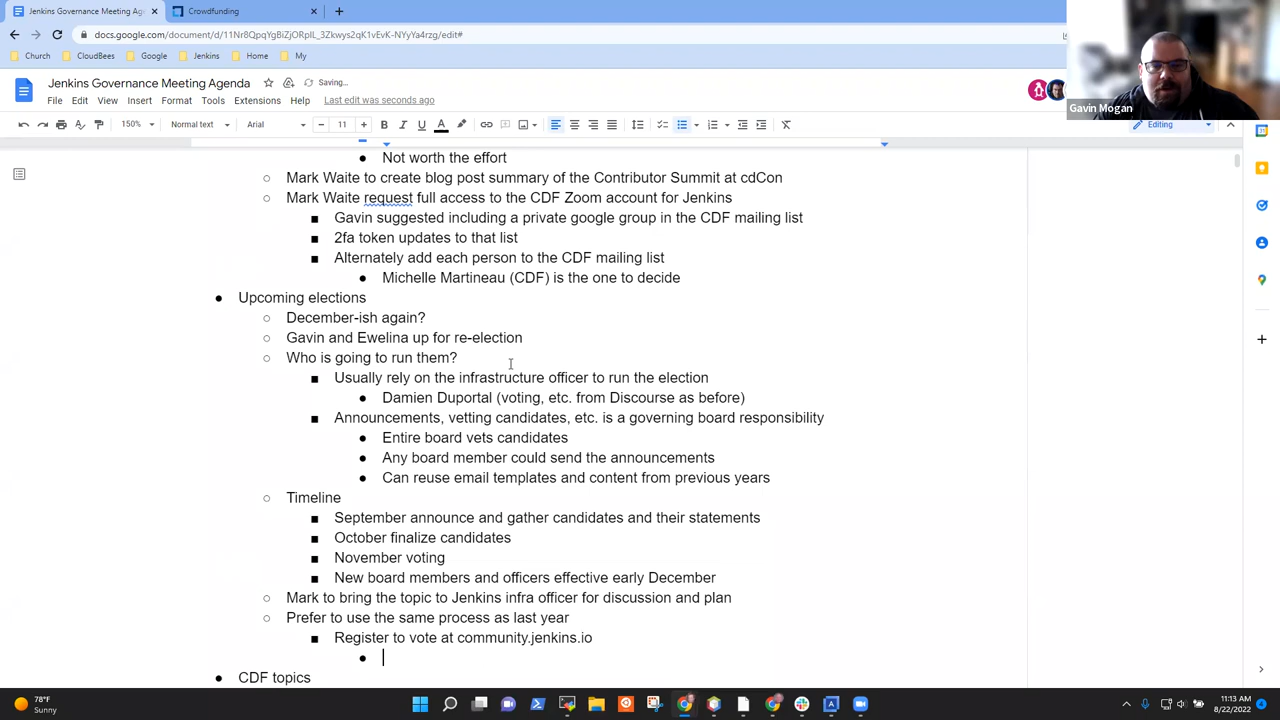 Jenkins Governance Meeting Agen
Crowdfunding
docs.google.com/document/d/11Nr8QpqYgBiZjORpIL_3Zkwys2qK1vEvK-NYyYa4rzg/edit#
Church
CloudBees
Google
Jenkins
Home
My
Jenkins Governance Meeting Agenda
Saving...
File Edit View Insert Format Tools Extensions Help Last edit was seconds ago
150% Normal text Arial 11 B I U A Editing
Gavin Mogan
● Not worth the effort
○ Mark Waite to create blog post summary of the Contributor Summit at cdCon
○ Mark Waite request full access to the CDF Zoom account for Jenkins
■ Gavin suggested including a private google group in the CDF mailing list
■ 2fa token updates to that list
■ Alternately add each person to the CDF mailing list
● Michelle Martineau (CDF) is the one to decide
● Upcoming elections
○ December-ish again?
○ Gavin and Ewelina up for re-election
○ Who is going to run them?
■ Usually rely on the infrastructure officer to run the election
● Damien Duportal (voting, etc. from Discourse as before)
■ Announcements, vetting candidates, etc. is a governing board responsibility
● Entire board vets candidates
● Any board member could send the announcements
● Can reuse email templates and content from previous years
○ Timeline
■ September announce and gather candidates and their statements
■ October finalize candidates
■ November voting
■ New board members and officers effective early December
○ Mark to bring the topic to Jenkins infra officer for discussion and plan
○ Prefer to use the same process as last year
■ Register to vote at community.jenkins.io
●
● CDF topics
78°F
Sunny
11:13 AM
8/22/2022